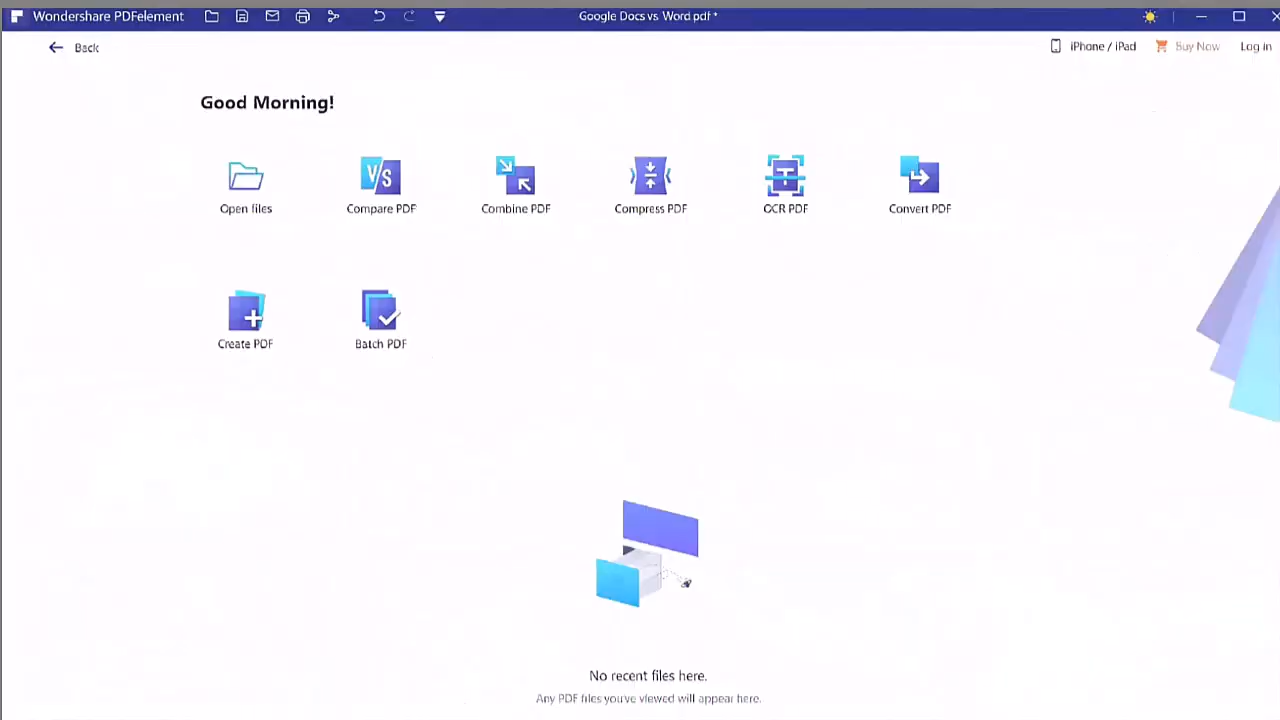 Wondershare PDFelement
Google Docs vs Word.pdf *
Back
iPhone / iPad
Buy Now
Log in
Good Morning!
V/S
Open files
Compare PDF
Combine PDF
Compress PDF
OCR PDF
Convert PDF
Create PDF
Batch PDF
No recent files here.
Any PDF files you've viewed will appear here.